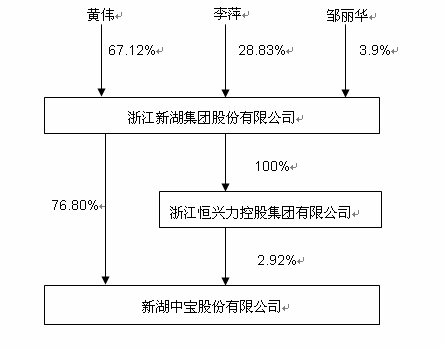 黄伟 李萍 邹丽华
67.12% 28.83% 3.9%
浙江新湖集团股份有限公司
100%
76.80%
浙江恒兴力控股集团有限公司
2.92%
新湖中宝股份有限公司